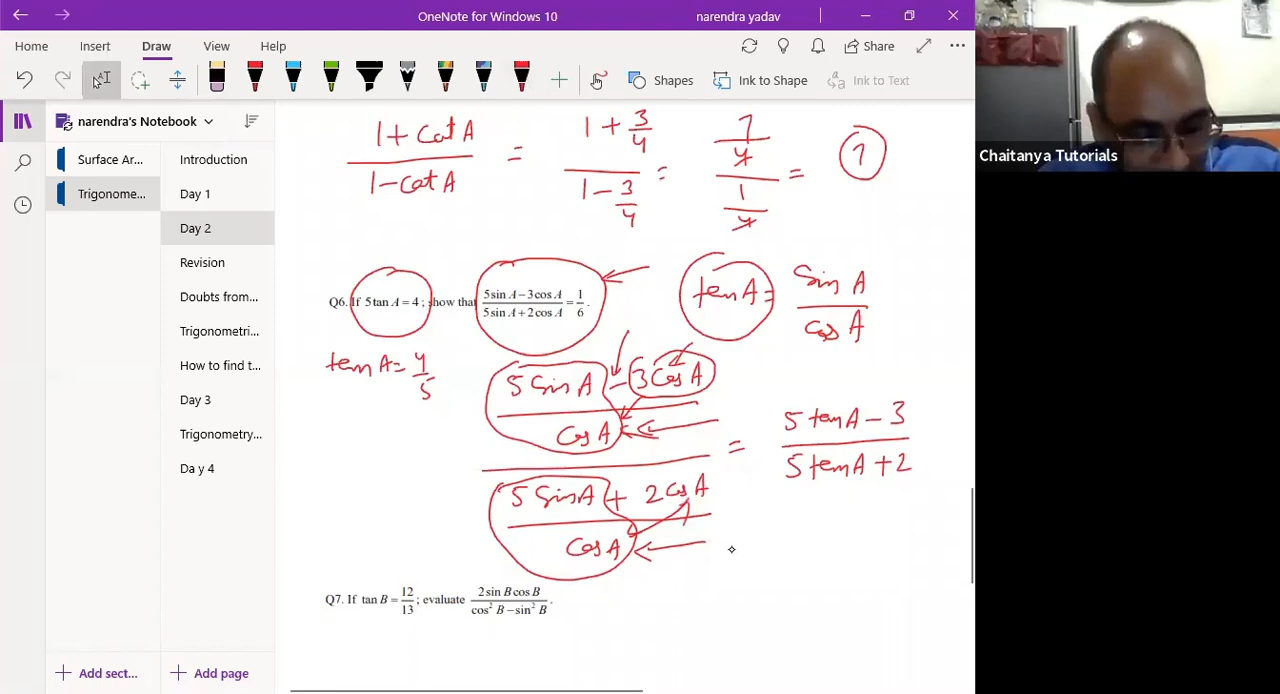 OneNote for Windows 10
narendra yadav
Home Insert Draw View Help
Share
Shapes
Ink to Shape
Ink to Text
narendra's Notebook
Surface Ar...
Trigonome...
Introduction
Day 1
Day 2
Revision
Doubts from...
Trigonometri...
How to find t...
Day 3
Trigonometry...
Da y 4
Add sect...
Add page
Chaitanya Tutorials
1 + cot A / 1 - cot A = 1 + 3/4 / 1 - 3/4 = 7/4 / 1/4 = 7
Q6. If 5 tan A = 4 ; show that 5 sin A − 3 cos A / 5 sin A + 2 cos A = 1/6 .
tan A = sin A / cos A
tan A = 4/5
5 Sin A − 3 Cos A / Cos A
5 Sin A + 2 Cos A / Cos A
= 5 tan A − 3 / 5 tan A + 2
Q7. If tan B = 12/13 ; evaluate 2 sin B cos B / cos² B − sin² B .